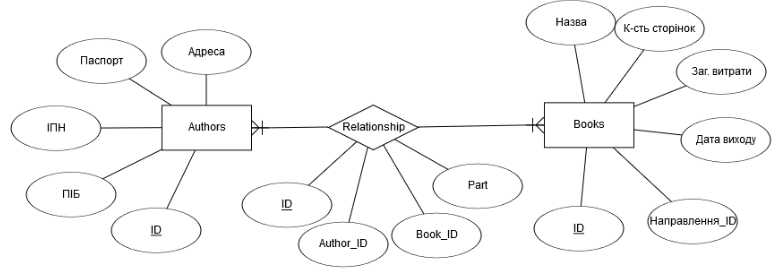 Назва
К-сть сторінок
Паспорт
Адреса
Заг. витрати
ІПН
Authors
Relationship
Books
Дата виходу
ПІБ
ID
ID
Part
Author_ID
Book_ID
ID
Направлення_ID